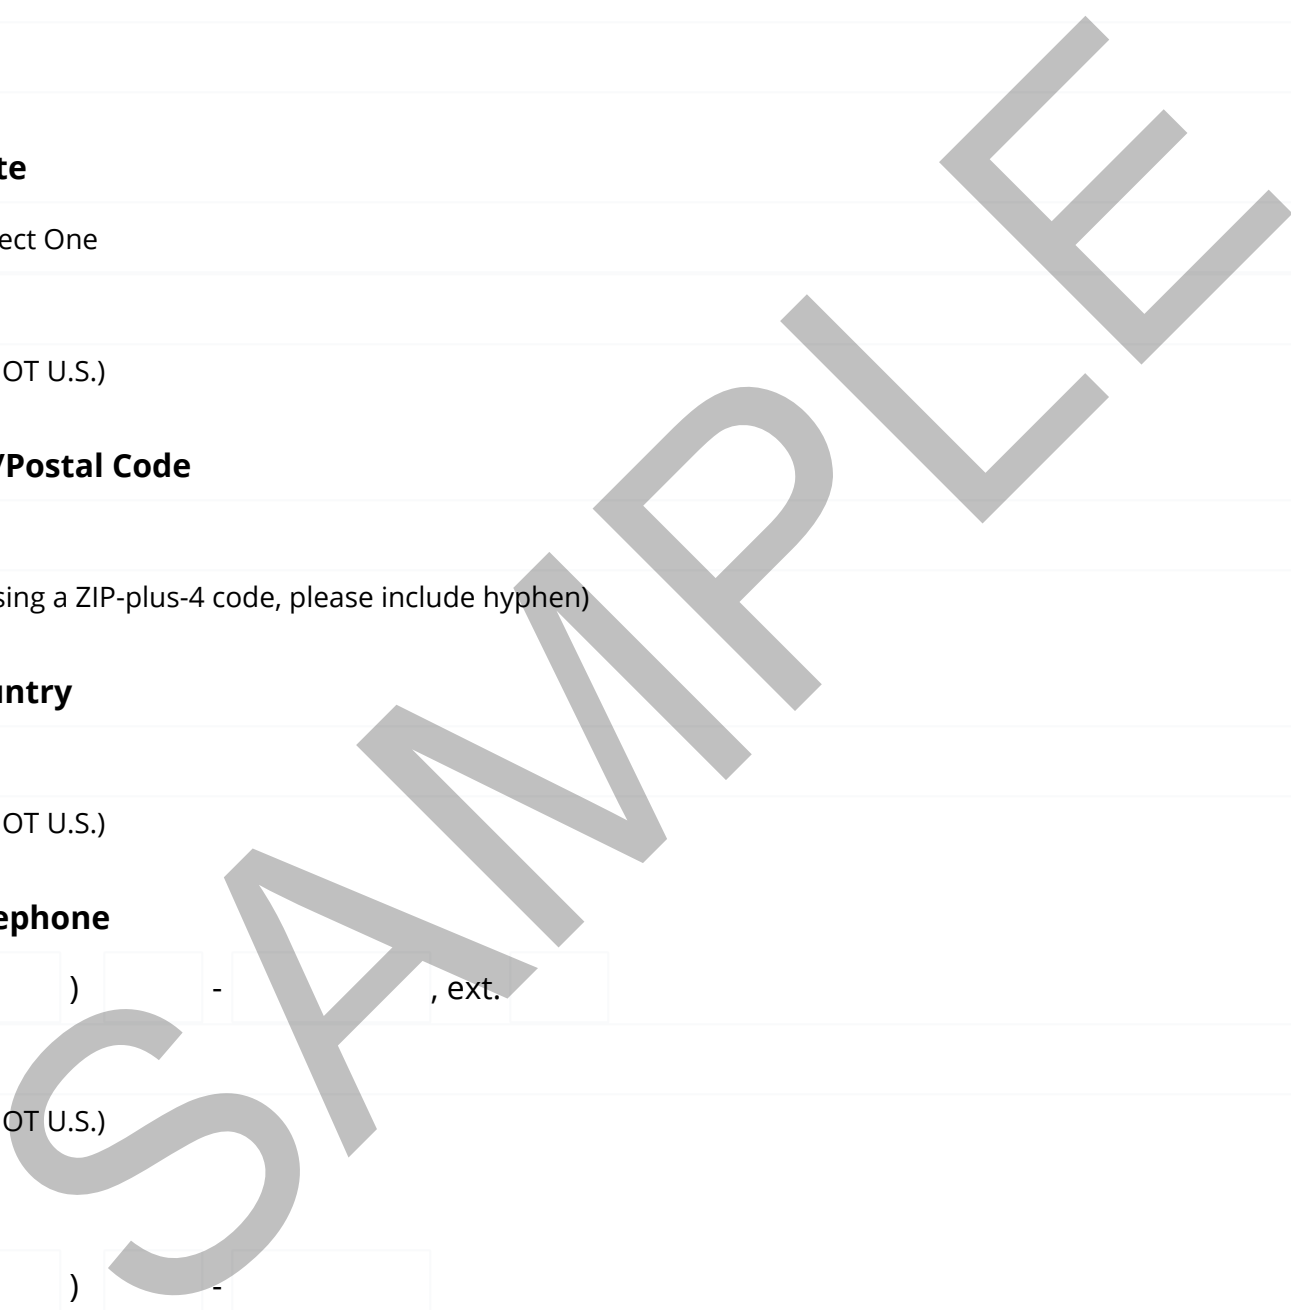 te
ect One
OT U.S.)
/Postal Code
sing a ZIP-plus-4 code, please include hyphen)
untry
OT U.S.)
ephone
) - , ext.
OT U.S.)
) -
SAMPLE